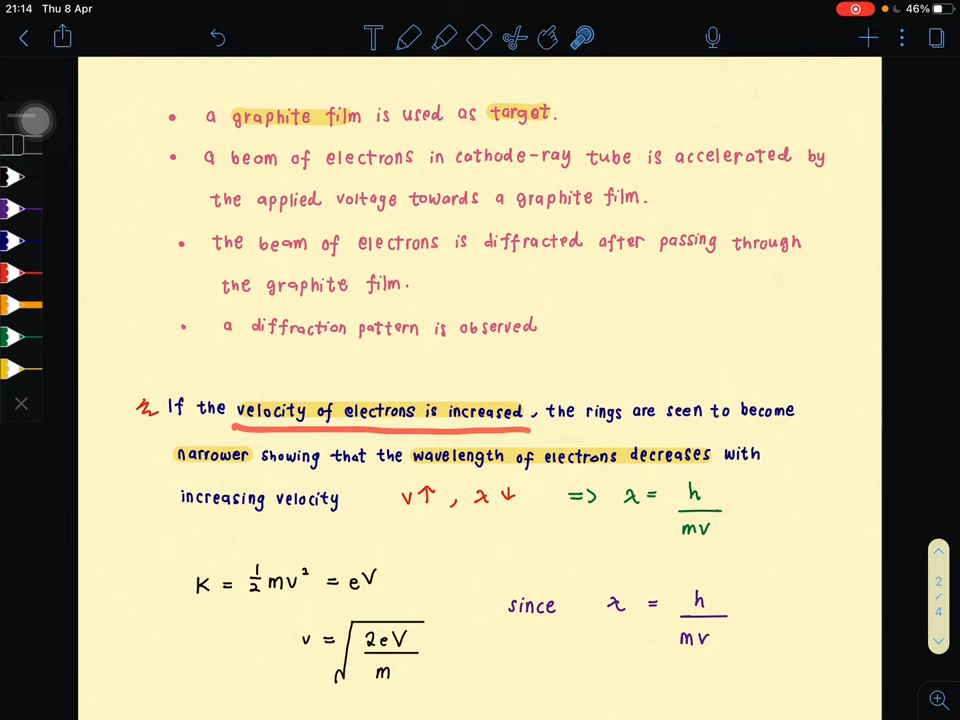 21:14 Thu 8 Apr
46%
T
• a graphite film is used as target.
• a beam of electrons in cathode-ray tube is accelerated by
the applied voltage towards a graphite film.
• the beam of electrons is diffracted after passing through
the graphite film.
• a diffraction pattern is observed
If the velocity of electrons is increased, the rings are seen to become
narrower showing that the wavelength of electrons decreases with
increasing velocity v↑, λ↓ => λ = h/mv
K = 1/2 mv² = eV
since λ = h/mv
v = √(2eV/m)
2/4